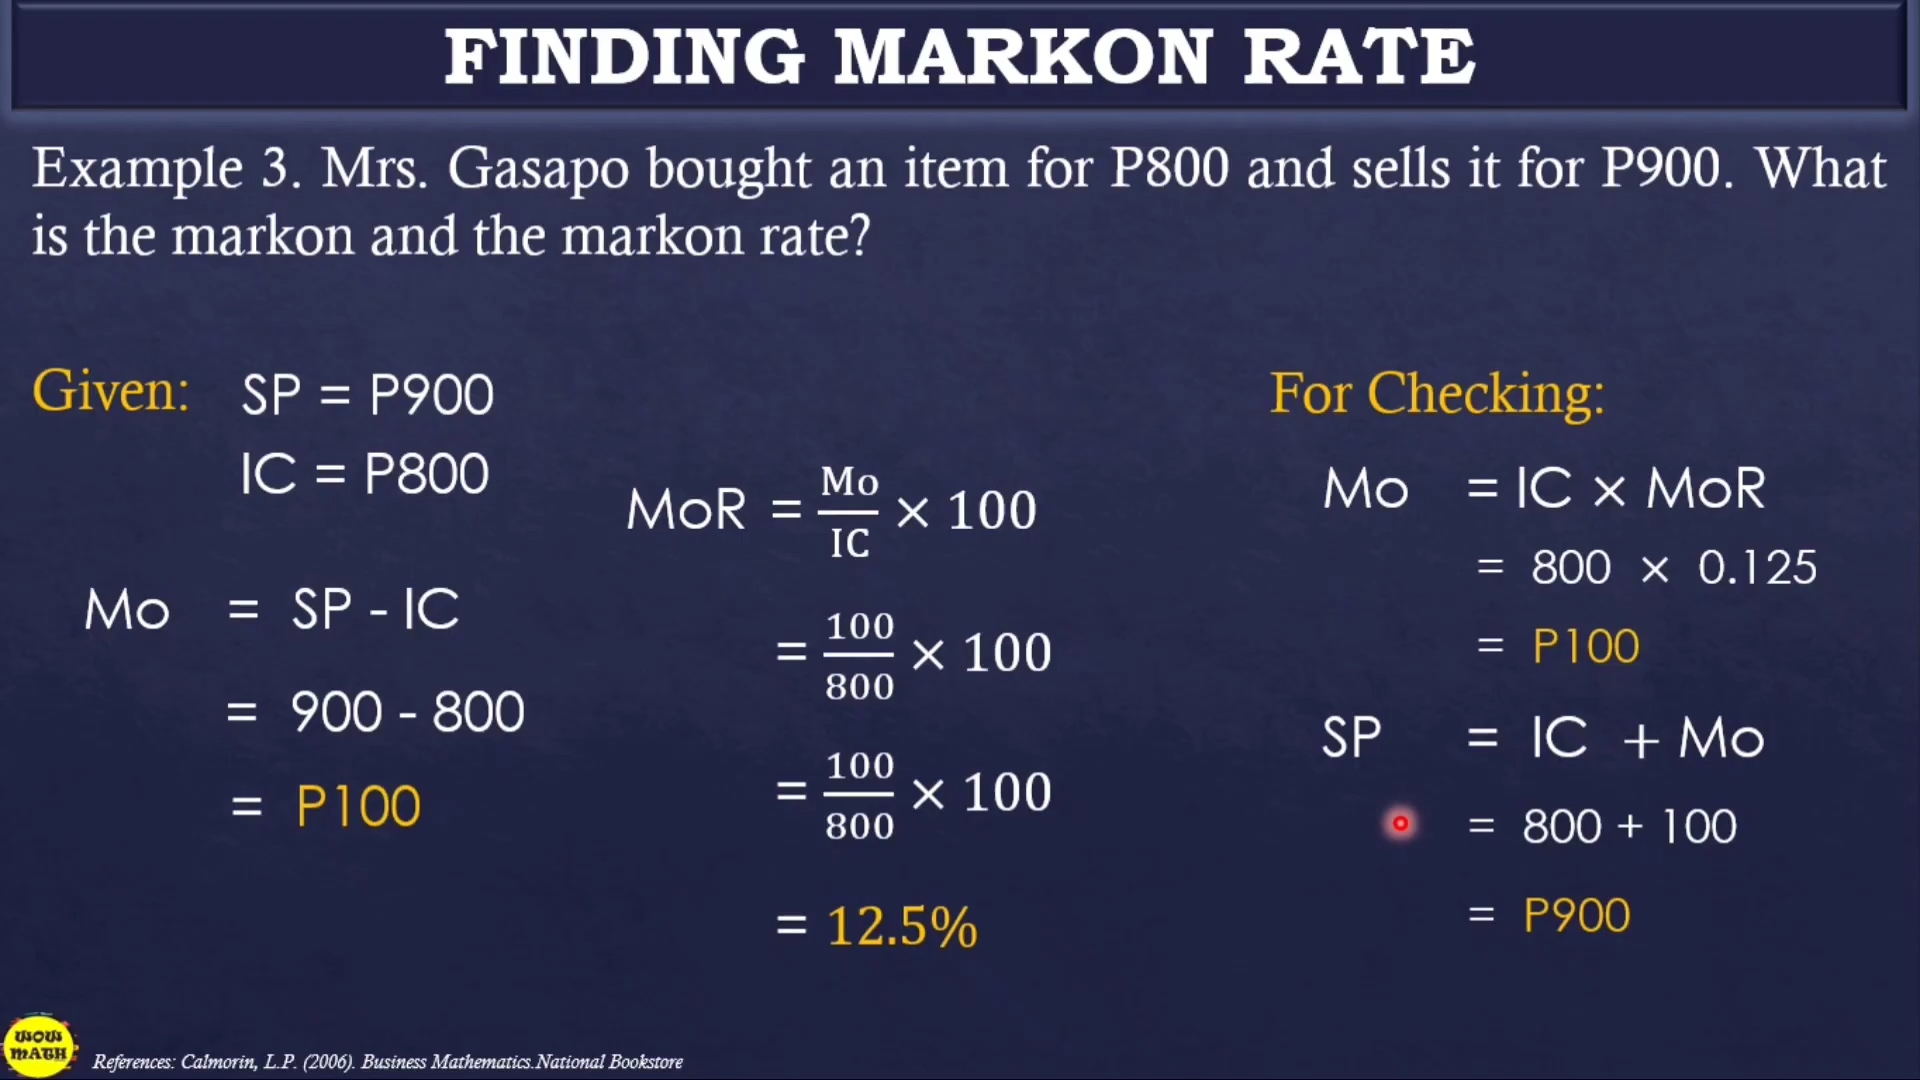 FINDING MARKON RATE
Example 3. Mrs. Gasapo bought an item for P800 and sells it for P900. What
is the markon and the markon rate?
Given: SP = P900
IC = P800
Mo = SP - IC
= 900 - 800
= P100
MoR = Mo/IC × 100
= 100/800 × 100
= 100/800 × 100
= 12.5%
For Checking:
Mo = IC × MoR
= 800 × 0.125
= P100
SP = IC + Mo
= 800 + 100
= P900
WOW
MATH
References: Calmorin, L.P. (2006). Business Mathematics.National Bookstore